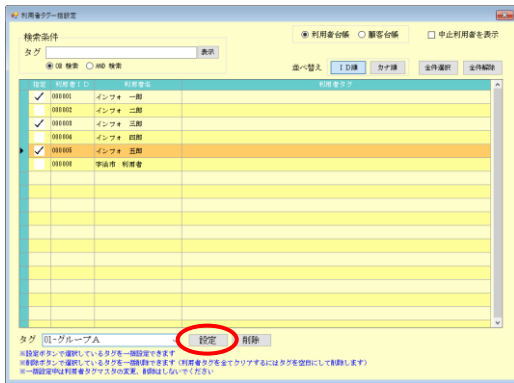 利用者タグ一括設定
検索条件
タグ 表示
OR 検索 AND 検索
利用者台帳 顧客台帳 中止利用者を表示
並べ替え ID順 カナ順 全件選択 全件解除
指定 利用者ID 利用者名 利用者タグ
000001 インフォ 一郎
000002 インフォ 二郎
000003 インフォ 三郎
000004 インフォ 四郎
000005 インフォ 五郎
000006 宇治市 利用者
タグ 01-グループA 設定 削除
※設定ボタンで選択しているタグを一括設定できます
※削除ボタンで選択しているタグを一括削除できます(利用者タグを全てクリアするにはタグを空白にして削除します)
※一括設定中は利用者タグマスタの変更、削除はしないでください